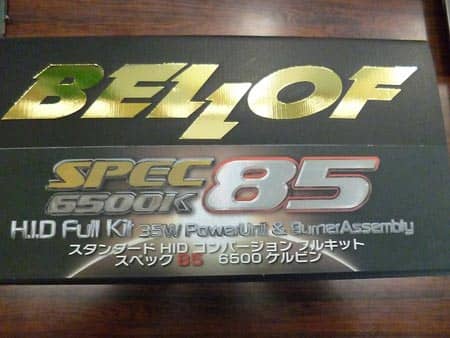 BELLOF
SPEC 85
6500K
H.I.D Full Kit 35W PowerUnit & BurnerAssembly
スタンダード HID コンバージョン フルキット
スペック 85 6500 ケルビン